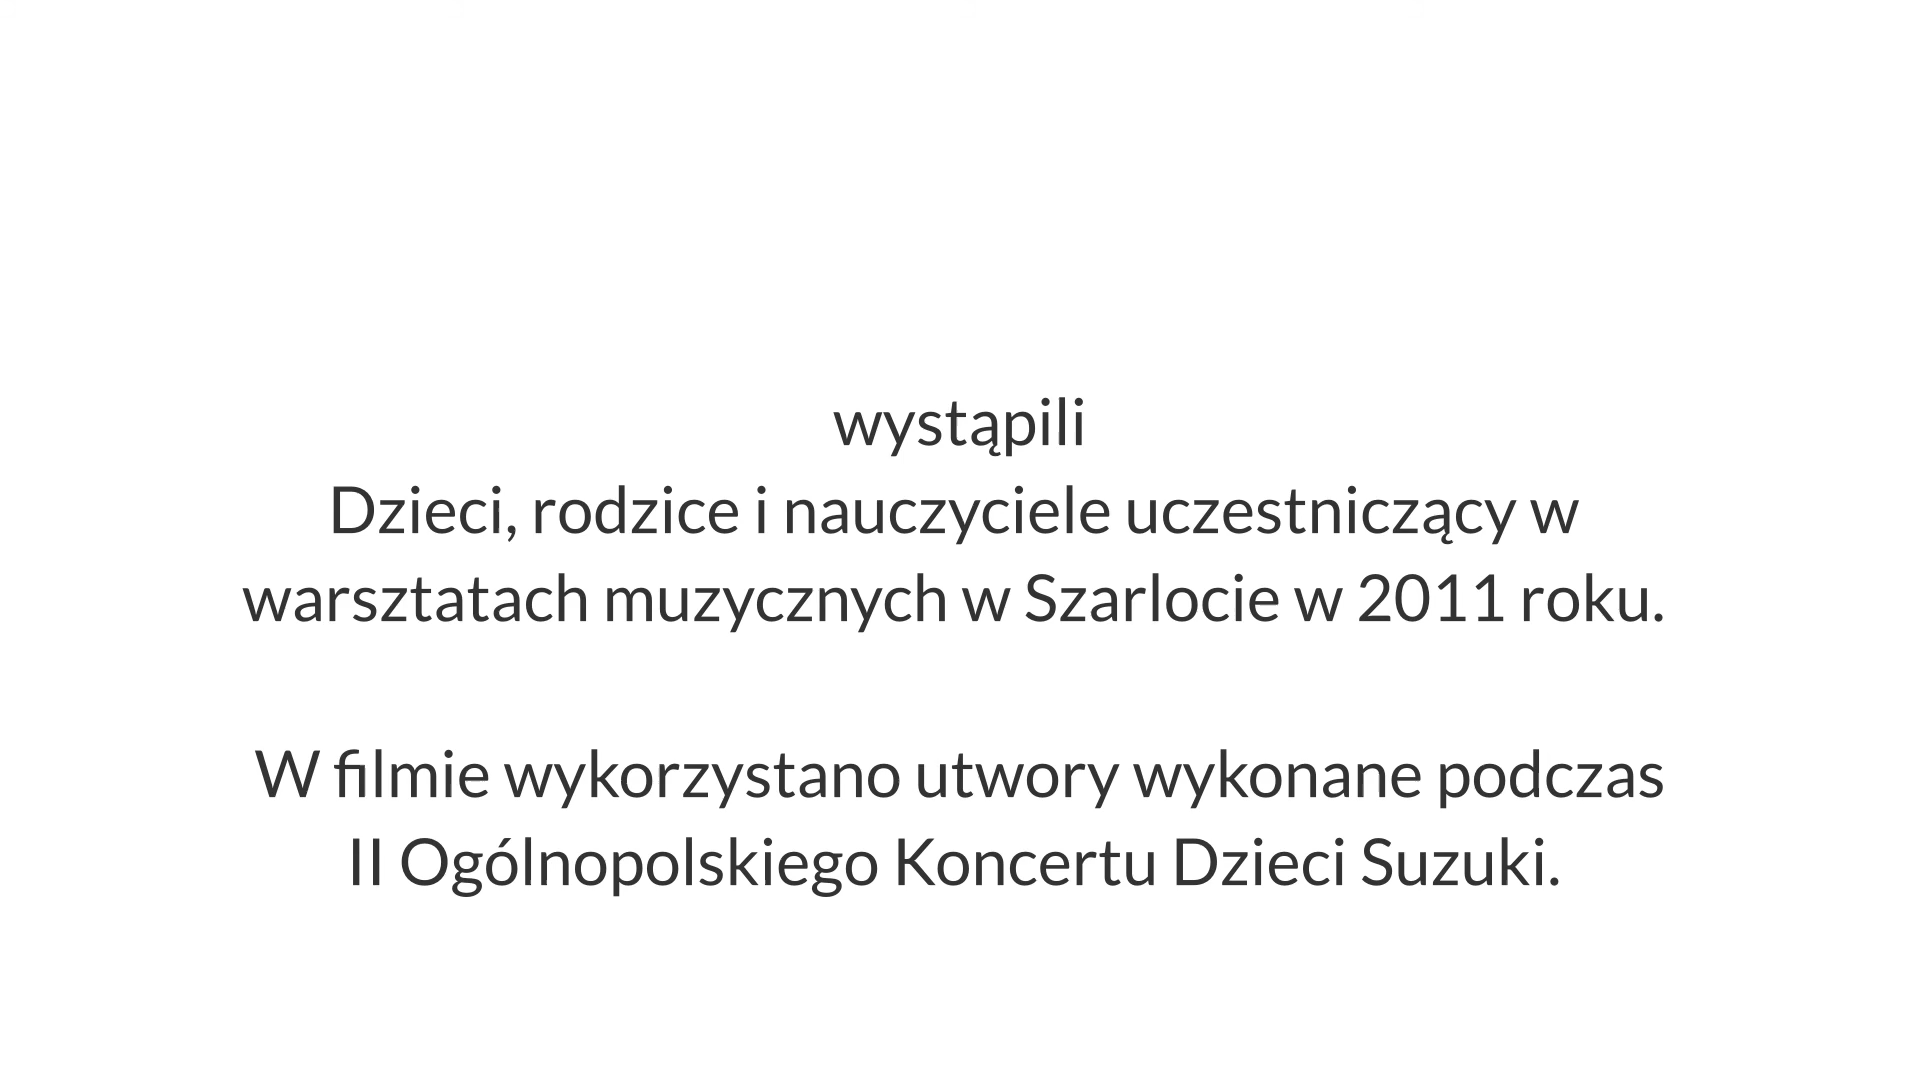 wystąpili
Dzieci, rodzice i nauczyciele uczestniczący w
warsztatach muzycznych w Szarlocie w 2011 roku.
W filmie wykorzystano utwory wykonane podczas
II Ogólnopolskiego Koncertu Dzieci Suzuki.